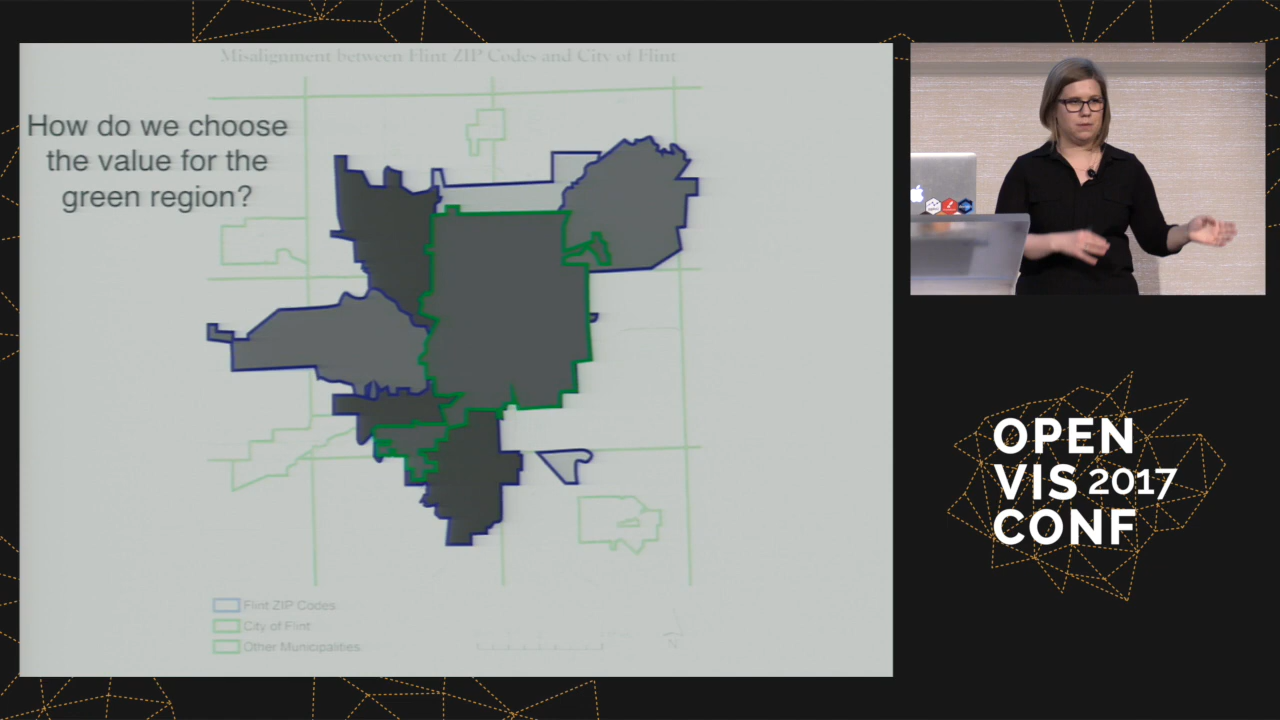 Misalignment between Flint ZIP Codes and City of Flint
How do we choose
the value for the
green region?
Flint ZIP Codes
City of Flint
Other Municipalities
N
OPEN
VIS 2017
CONF